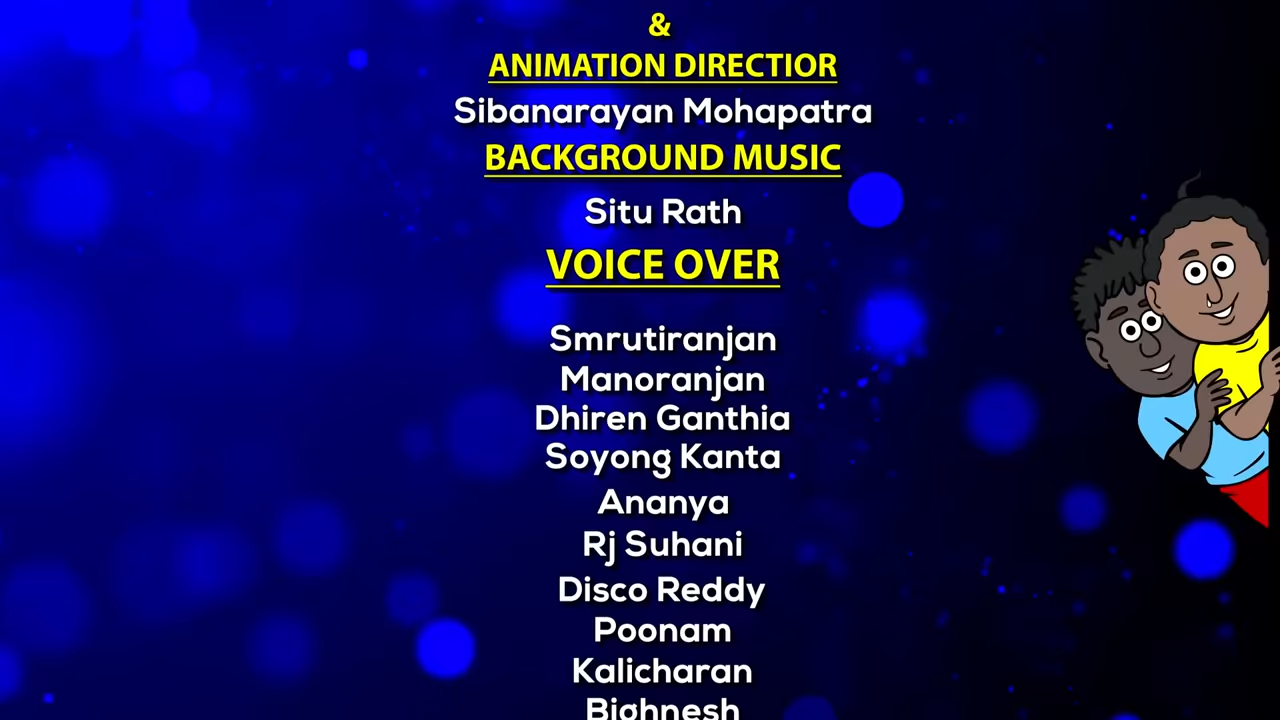 &
ANIMATION DIRECTIOR
Sibanarayan Mohapatra
BACKGROUND MUSIC
Situ Rath
VOICE OVER
Smrutiranjan
Manoranjan
Dhiren Ganthia
Soyong Kanta
Ananya
Rj Suhani
Disco Reddy
Poonam
Kalicharan
Bighnesh